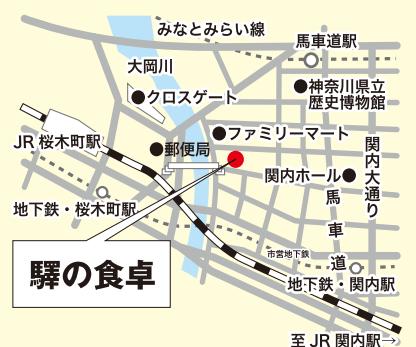 みなとみらい線
馬車道駅
大岡川
●クロスゲート
●神奈川県立
歴史博物館
●ファミリーマート
JR 桜木町駅
●郵便局
関内大通り
関内ホール●
馬車道
地下鉄・桜木町駅
市営地下鉄
驛の食卓
地下鉄・関内駅
至 JR 関内駅→